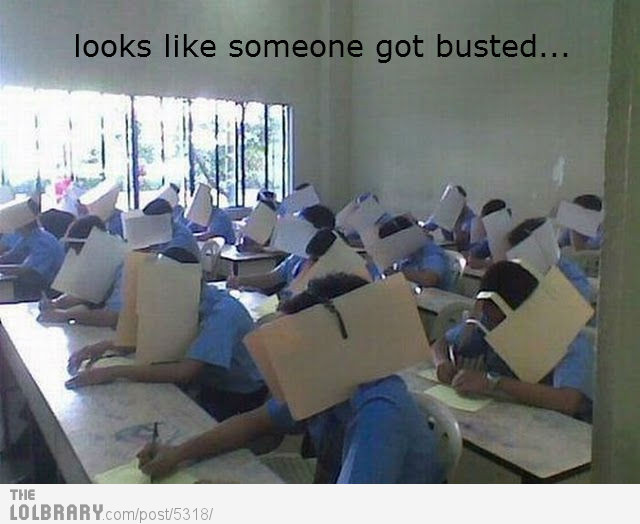 looks like someone got busted...
THE
LOLBRARY.com/post/5318/